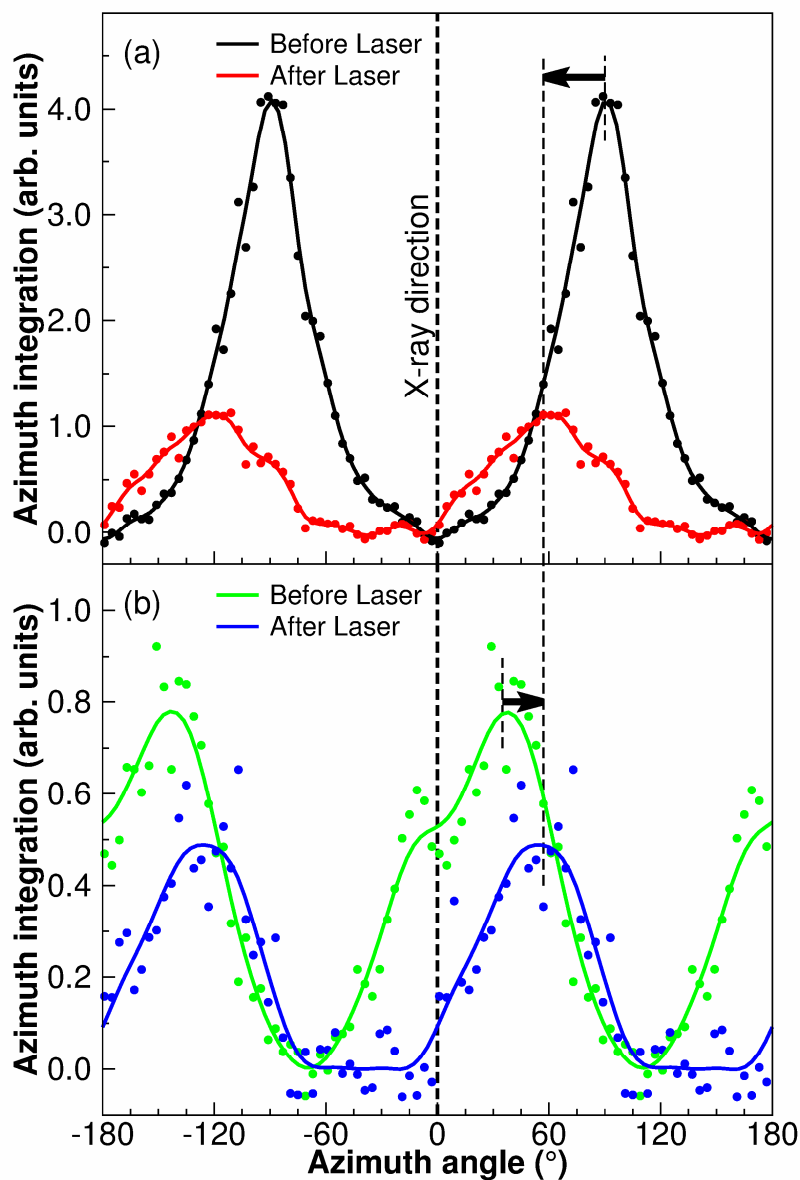 (a)
Before Laser
After Laser
Azimuth integration (arb. units)
4.0
3.0
2.0
1.0
0.0
X-ray direction
(b)
Before Laser
After Laser
Azimuth integration (arb. units)
1.0
0.8
0.6
0.4
0.2
0.0
-180 -120 -60 0 60 120 180
Azimuth angle (°)